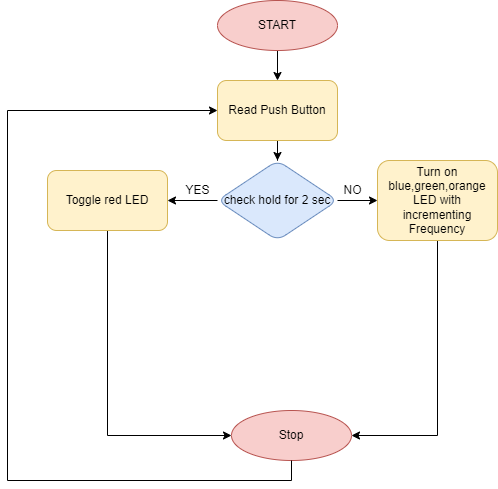 START
Read Push Button
Toggle red LED
YES
check hold for 2 sec
NO
Turn on
blue,green,orange
LED with
incrementing
Frequency
Stop